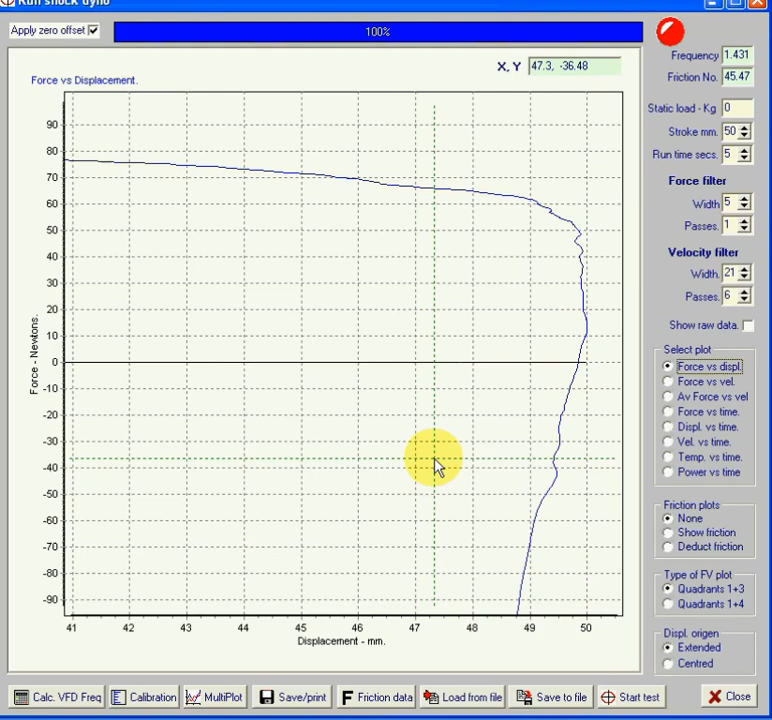 Run shock dyno
Apply zero offset
100%
Frequency 1.431
Friction No. 45.47
X, Y 47.3, -36.48
Force vs Displacement.
Static load - Kg 0
Stroke mm. 50
Run time secs. 5
Force filter
Width 5
Passes. 1
Velocity filter
Width. 21
Passes. 6
Show raw data.
Select plot
Force vs displ.
Force vs vel.
Av Force vs vel
Force vs time.
Displ. vs time.
Vel. vs time.
Temp. vs time.
Power vs time
Friction plots
None
Show friction
Deduct friction
Type of FV plot
Quadrants 1+3
Quadrants 1+4
Displ. origen
Extended
Centred
Force - Newtons.
90
80
70
60
50
40
30
20
10
0
-10
-20
-30
-40
-50
-60
-70
-80
-90
41 42 43 44 45 46 47 48 49 50
Displacement - mm.
Calc. VFD Freq Calibration MultiPlot Save/print Friction data Load from file Save to file Start test Close